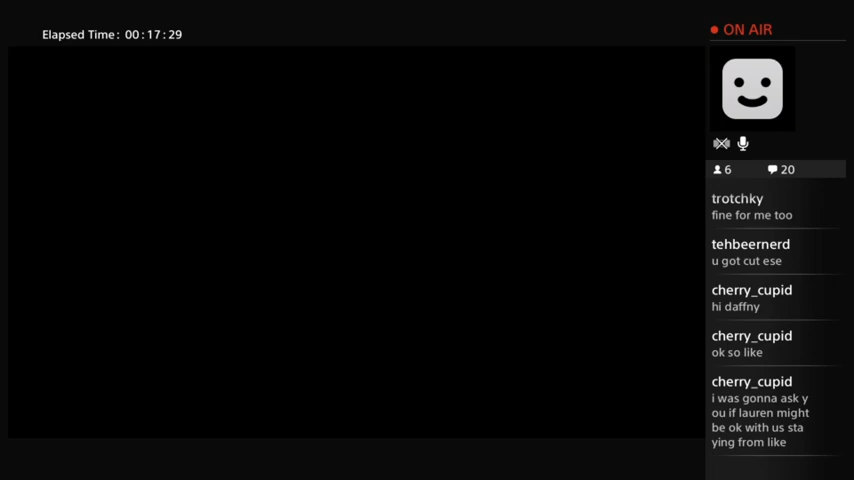 Elapsed Time: 00:17:29
ON AIR
6
20
trotchky
fine for me too
tehbeernerd
u got cut ese
cherry_cupid
hi daffny
cherry_cupid
ok so like
cherry_cupid
i was gonna ask y
ou if lauren might
be ok with us sta
ying from like